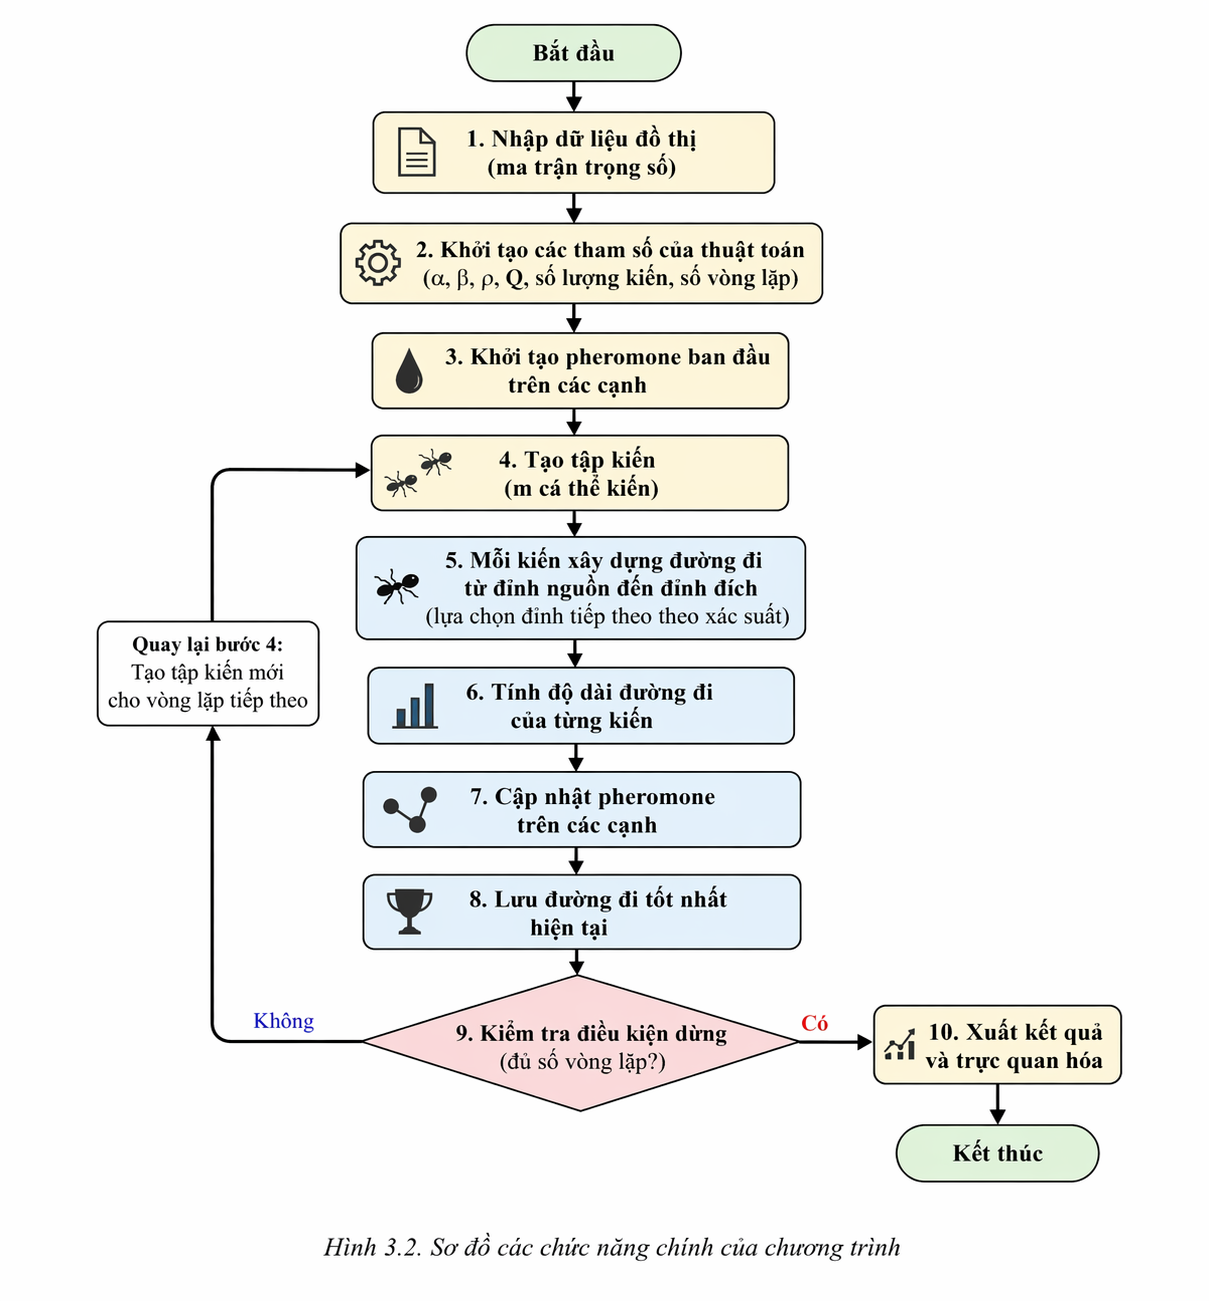 Bắt đầu
1. Nhập dữ liệu đồ thị
(ma trận trọng số)
2. Khởi tạo các tham số của thuật toán
(α, β, ρ, Q, số lượng kiến, số vòng lặp)
3. Khởi tạo pheromone ban đầu
trên các cạnh
4. Tạo tập kiến
(m cá thể kiến)
5. Mỗi kiến xây dựng đường đi
từ đỉnh nguồn đến đỉnh đích
(lựa chọn đỉnh tiếp theo theo xác suất)
Quay lại bước 4:
Tạo tập kiến mới
cho vòng lặp tiếp theo
6. Tính độ dài đường đi
của từng kiến
7. Cập nhật pheromone
trên các cạnh
8. Lưu đường đi tốt nhất
hiện tại
Không
9. Kiểm tra điều kiện dừng
(đủ số vòng lặp?)
Có
10. Xuất kết quả
và trực quan hóa
Kết thúc
Hình 3.2. Sơ đồ các chức năng chính của chương trình